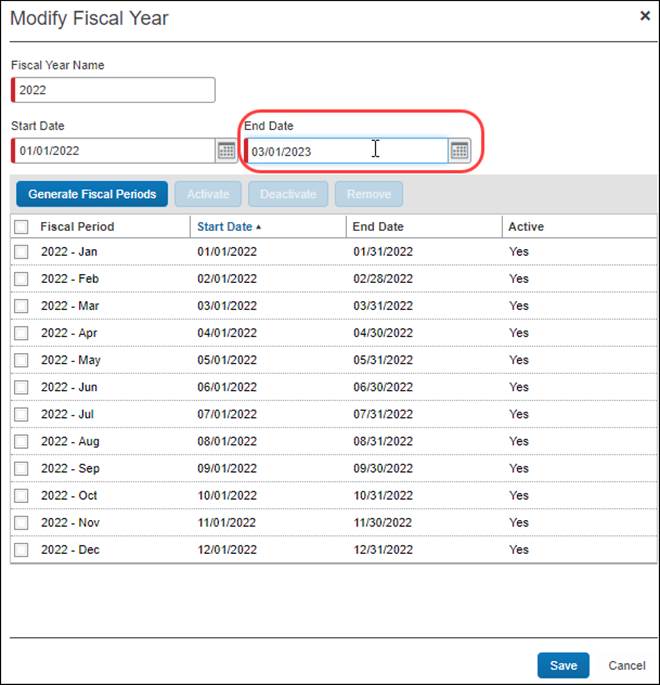 Modify Fiscal Year
Fiscal Year Name
2022
Start Date End Date
01/01/2022 03/01/2023
Generate Fiscal Periods Activate Deactivate Remove
Fiscal Period Start Date End Date Active
2022 - Jan 01/01/2022 01/31/2022 Yes
2022 - Feb 02/01/2022 02/28/2022 Yes
2022 - Mar 03/01/2022 03/31/2022 Yes
2022 - Apr 04/01/2022 04/30/2022 Yes
2022 - May 05/01/2022 05/31/2022 Yes
2022 - Jun 06/01/2022 06/30/2022 Yes
2022 - Jul 07/01/2022 07/31/2022 Yes
2022 - Aug 08/01/2022 08/31/2022 Yes
2022 - Sep 09/01/2022 09/30/2022 Yes
2022 - Oct 10/01/2022 10/31/2022 Yes
2022 - Nov 11/01/2022 11/30/2022 Yes
2022 - Dec 12/01/2022 12/31/2022 Yes
Save Cancel